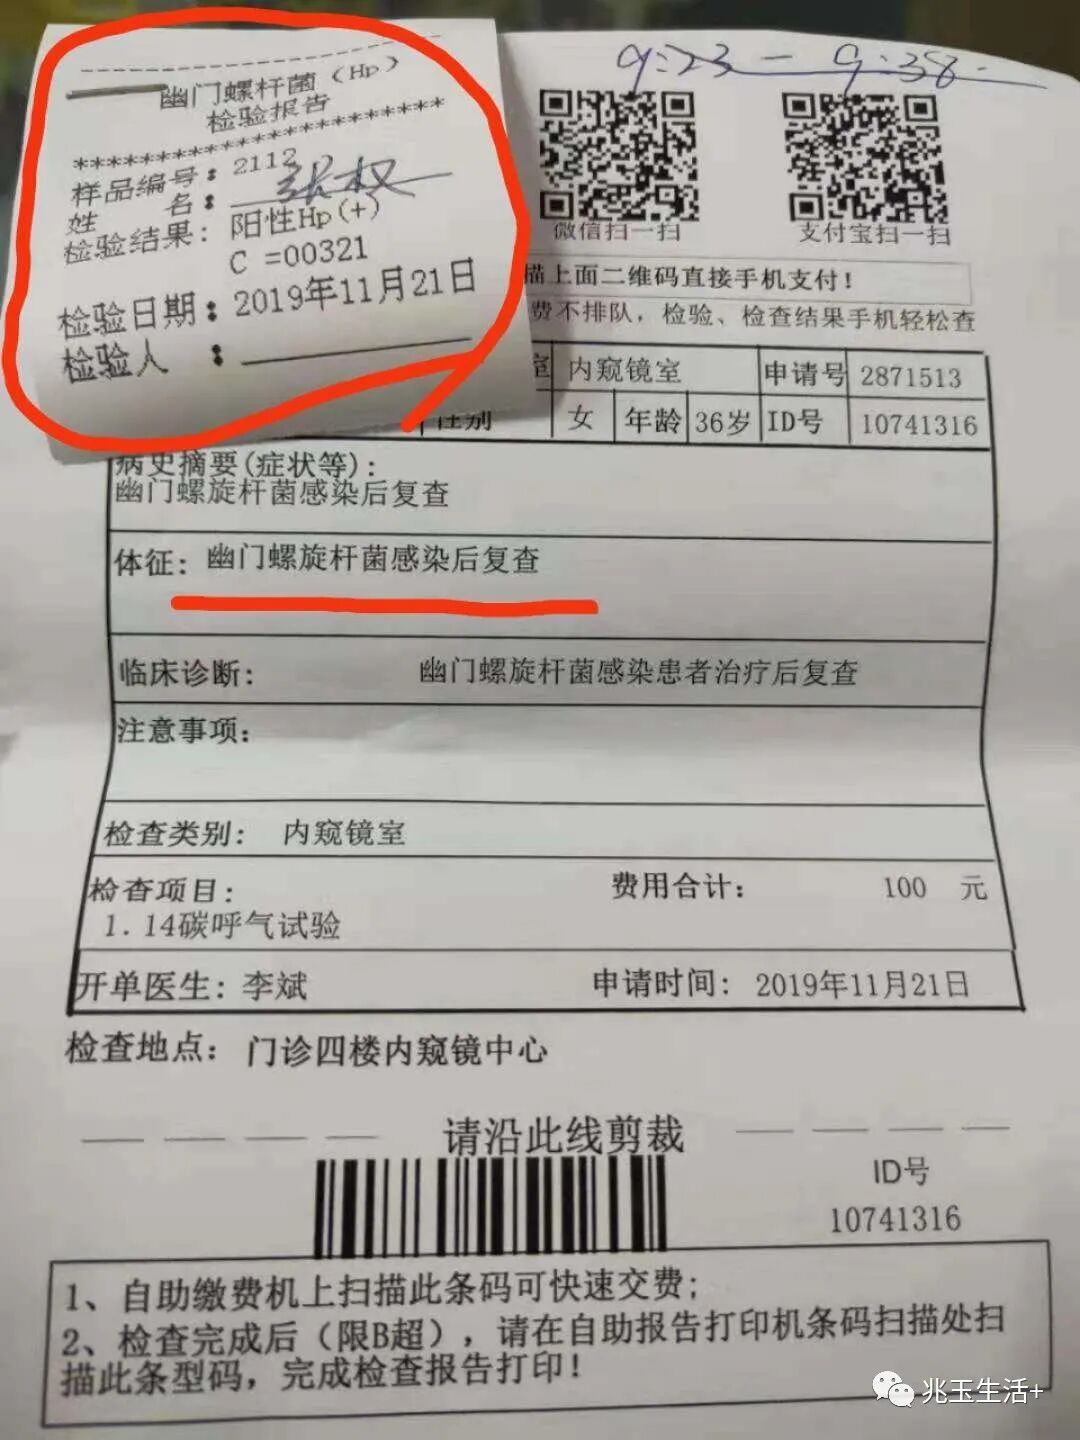 9:23 — 9:38
幽门螺杆菌(Hp)
检验报告
**********************
样品编号: 2112
姓 名: 张权
检验结果: 阳性Hp(+)
C =00321
检验日期: 2019年11月21日
检验人 :
微信扫一扫 支付宝扫一扫
描上面二维码直接手机支付!
费不排队, 检验、检查结果手机轻松查
室 内窥镜室 申请号 2871513
性别 女 年龄 36岁 ID号 10741316
病史摘要(症状等):
幽门螺旋杆菌感染后复查
体征: 幽门螺旋杆菌感染后复查
临床诊断: 幽门螺旋杆菌感染患者治疗后复查
注意事项:
检查类别: 内窥镜室
检查项目: 费用合计: 100 元
1.14碳呼气试验
开单医生: 李斌 申请时间: 2019年11月21日
检查地点: 门诊四楼内窥镜中心
请沿此线剪裁
ID号
10741316
1、自助缴费机上扫描此条码可快速交费;
2、检查完成后(限B超), 请在自助报告打印机条码扫描处扫
描此条型码, 完成检查报告打印!
兆玉生活+